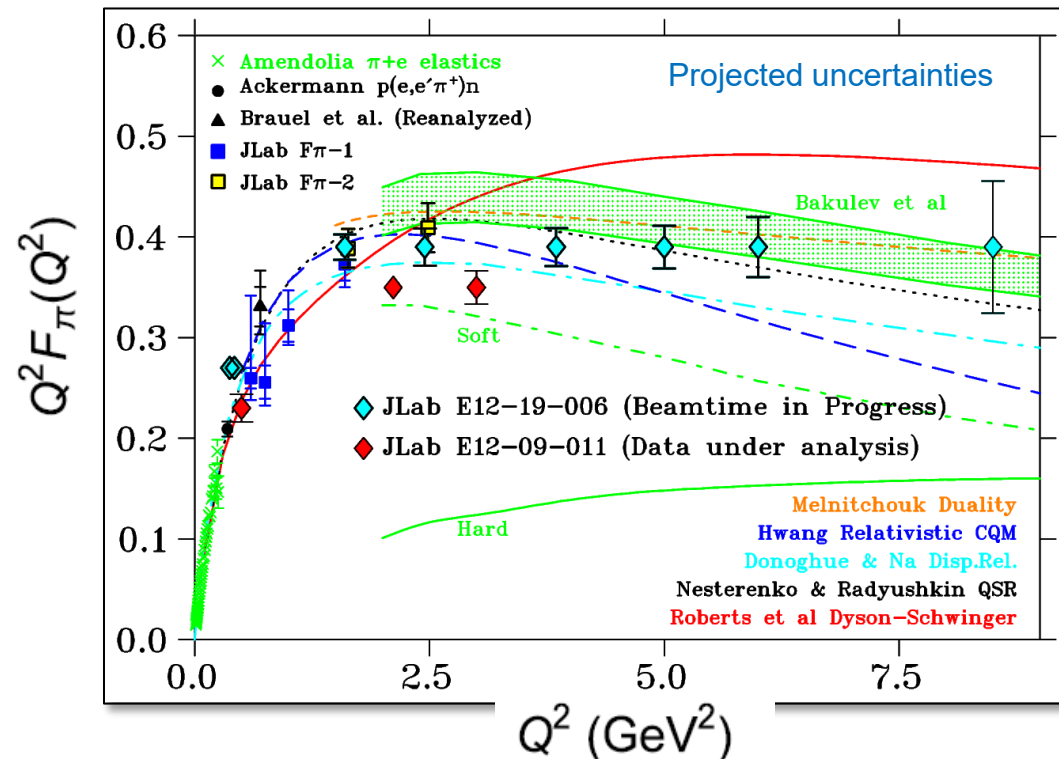 0.6
0.5
0.4
0.3
0.2
0.1
0.0
Q²Fπ(Q²)
Amendolia π+e elastics
Ackermann p(e,e′π⁺)n
Brauel et al. (Reanalyzed)
JLab Fπ−1
JLab Fπ−2
Projected uncertainties
Bakulev et al
Soft
JLab E12−19−006 (Beamtime in Progress)
JLab E12−09−011 (Data under analysis)
Hard
Melnitchouk Duality
Hwang Relativistic CQM
Donoghue & Na Disp.Rel.
Nesterenko & Radyushkin QSR
Roberts et al Dyson−Schwinger
0.0 2.5 5.0 7.5
Q² (GeV²)